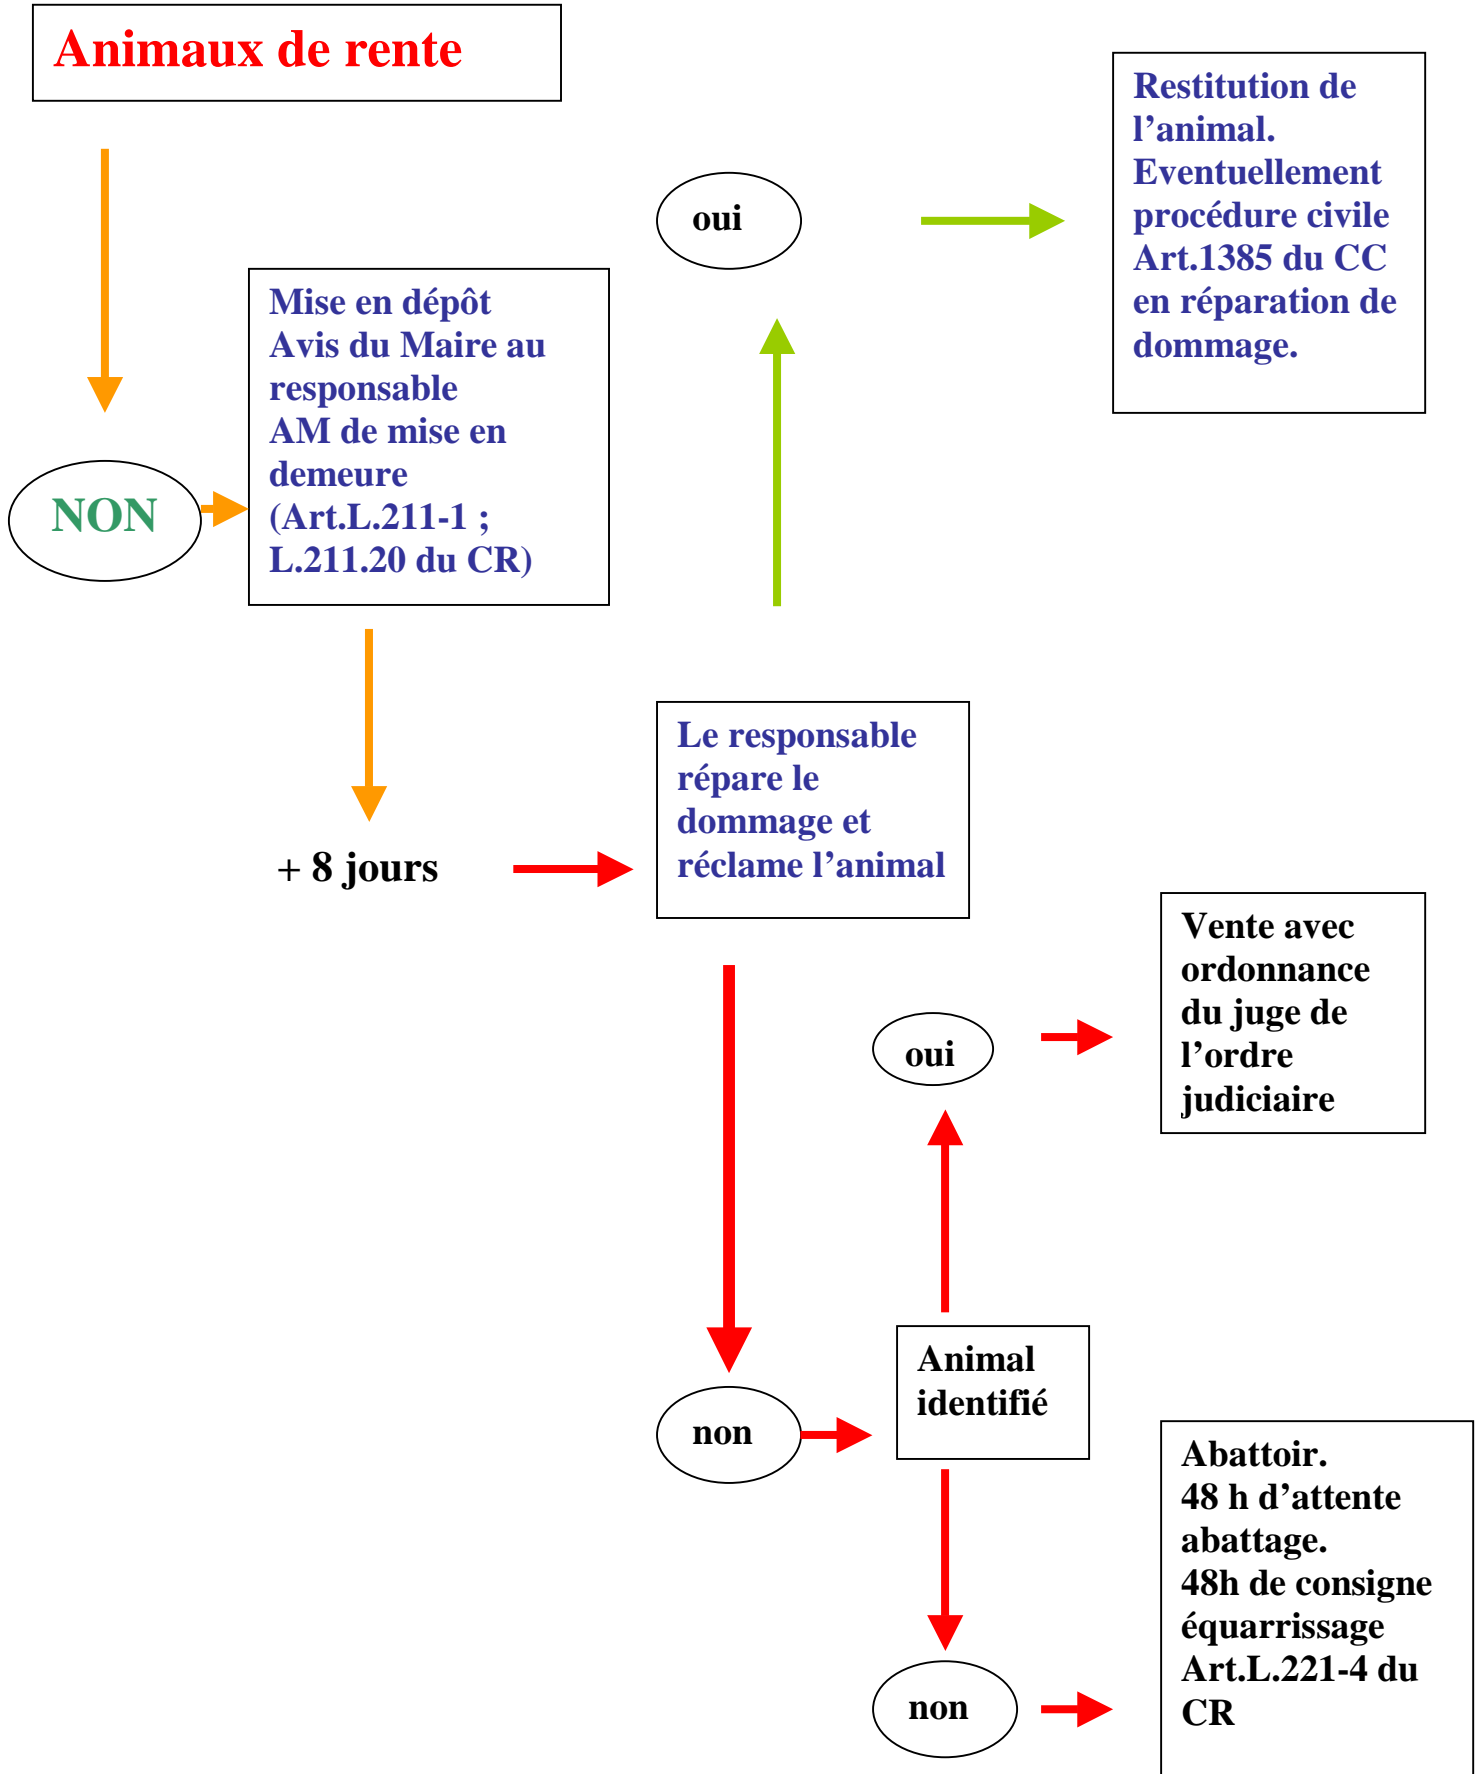 Animaux de rente
Restitution de
l’animal.
Eventuellement
procédure civile
Art.1385 du CC
en réparation de
dommage.
oui
Mise en dépôt
Avis du Maire au
responsable
AM de mise en
demeure
(Art.L.211-1 ;
L.211.20 du CR)
NON
Le responsable
répare le
dommage et
réclame l’animal
+ 8 jours
Vente avec
ordonnance
du juge de
l’ordre
judiciaire
oui
Animal
identifié
non
Abattoir.
48 h d’attente
abattage.
48h de consigne
équarrissage
Art.L.221-4 du
CR
non